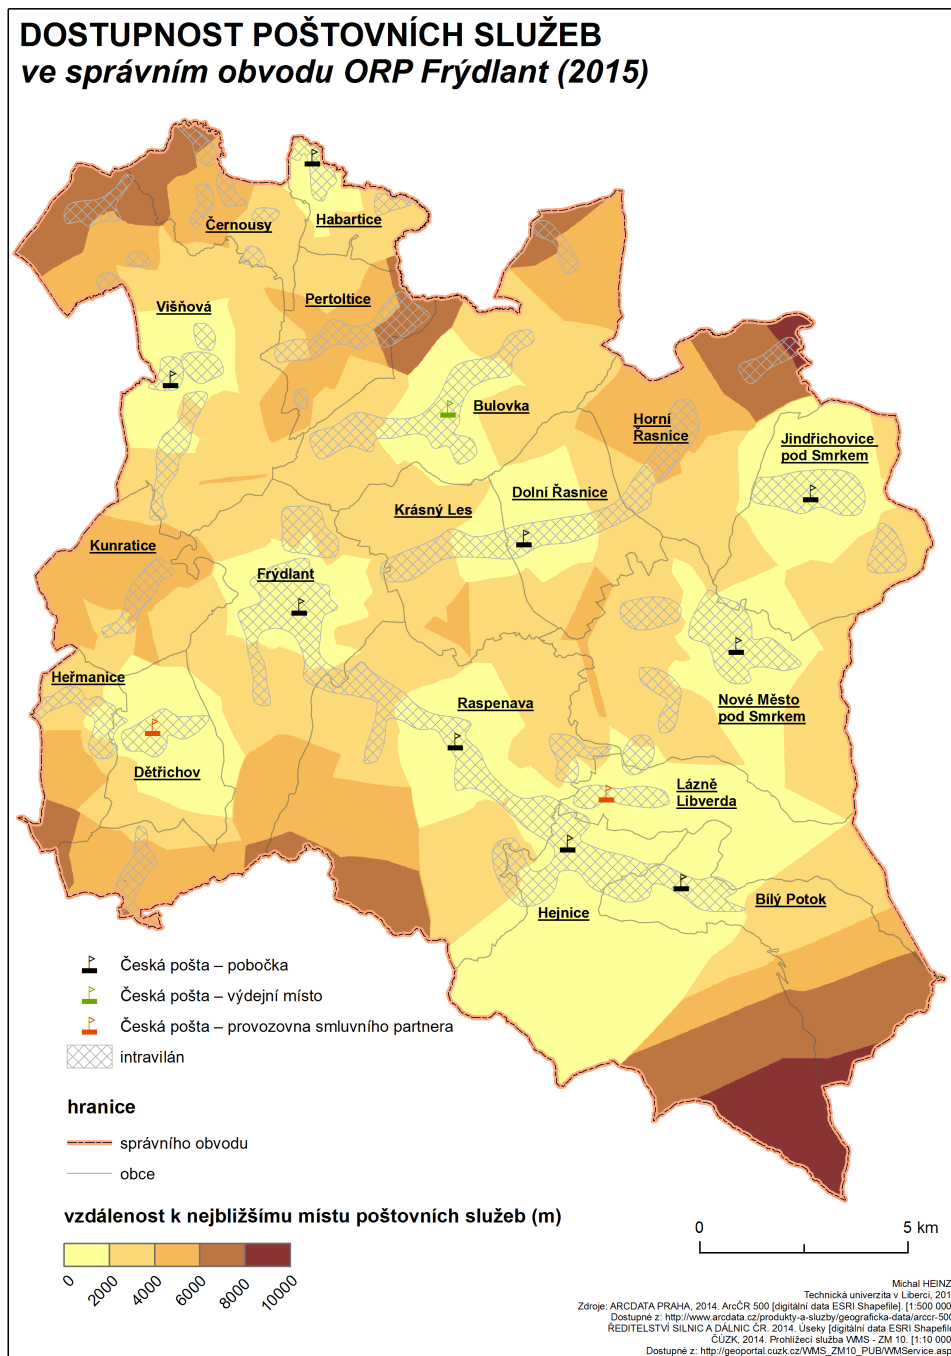 DOSTUPNOST POŠTOVNÍCH SLUŽEB
ve správním obvodu ORP Frýdlant (2015)
Habartice
Černousy
Pertoltice
Višňová
Bulovka
Horní
Řasnice
Jindřichovice
pod Smrkem
Dolní Řasnice
Krásný Les
Kunratice
Frýdlant
Heřmanice
Raspenava
Nové Město
pod Smrkem
Dětřichov
Lázně
Libverda
Bílý Potok
Hejnice
Česká pošta – pobočka
Česká pošta – výdejní místo
Česká pošta – provozovna smluvního partnera
intravilán
hranice
správního obvodu
obce
vzdálenost k nejbližšímu místu poštovních služeb (m)
0 2000 4000 6000 8000 10000
0 5 km
Michal HEINZ
Technická univerzita v Liberci, 201
Zdroje: ARCDATA PRAHA, 2014. ArcČR 500 [digitální data ESRI Shapefile]. [1:500 000
Dostupné z: http://www.arcdata.cz/produkty-a-sluzby/geograficka-data/arccr-500
ŘEDITELSTVÍ SILNIC A DÁLNIC ČR. 2014. Úseky [digitální data ESRI Shapefile
ČÚZK, 2014. Prohlížecí služba WMS - ZM 10. [1:10 000
Dostupné z: http://geoportal.cuzk.cz/WMS_ZM10_PUB/WMService.asp